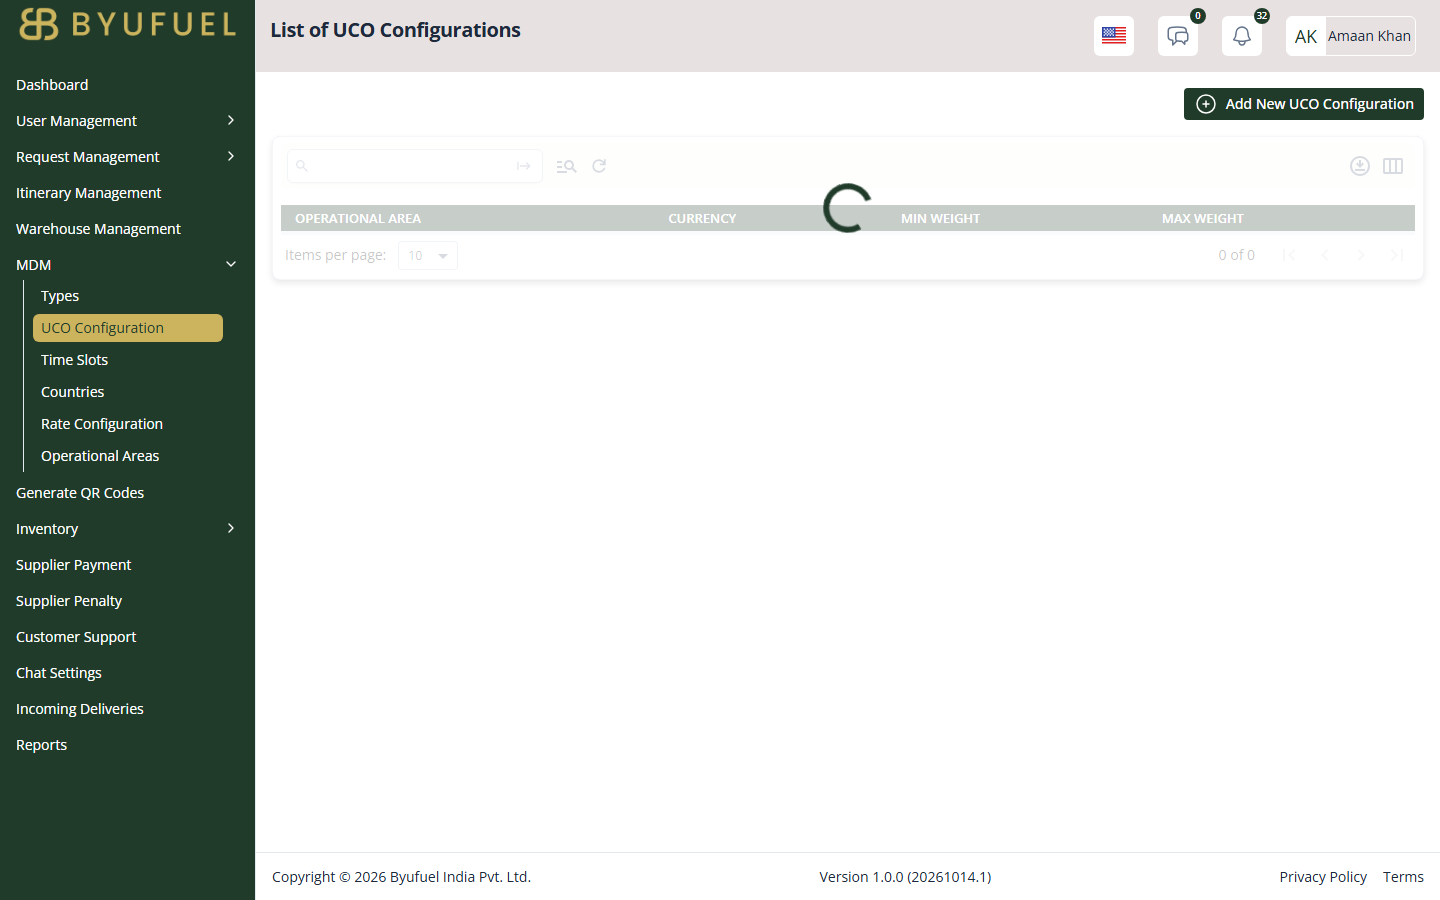 BYUFUEL
List of UCO Configurations
0
32
AK
Amaan Khan
Dashboard
User Management
Request Management
Itinerary Management
Warehouse Management
MDM
Types
UCO Configuration
Time Slots
Countries
Rate Configuration
Operational Areas
Generate QR Codes
Inventory
Supplier Payment
Supplier Penalty
Customer Support
Chat Settings
Incoming Deliveries
Reports
Add New UCO Configuration
OPERATIONAL AREA CURRENCY MIN WEIGHT MAX WEIGHT
Items per page: 10 0 of 0
Copyright © 2026 Byufuel India Pvt. Ltd. Version 1.0.0 (20261014.1) Privacy Policy Terms